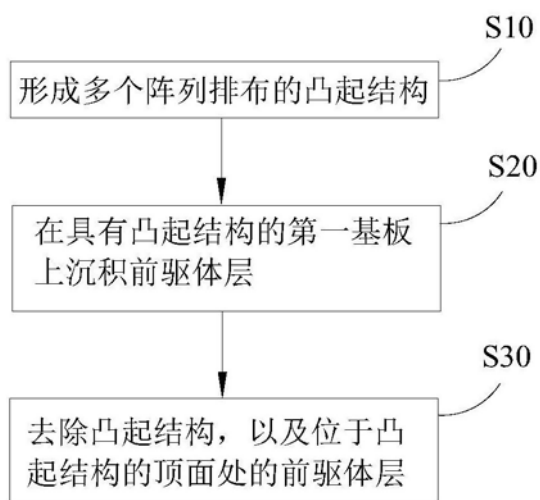 S10
形成多个阵列排布的凸起结构
S20
在具有凸起结构的第一基板
上沉积前驱体层
S30
去除凸起结构，以及位于凸
起结构的顶面处的前驱体层